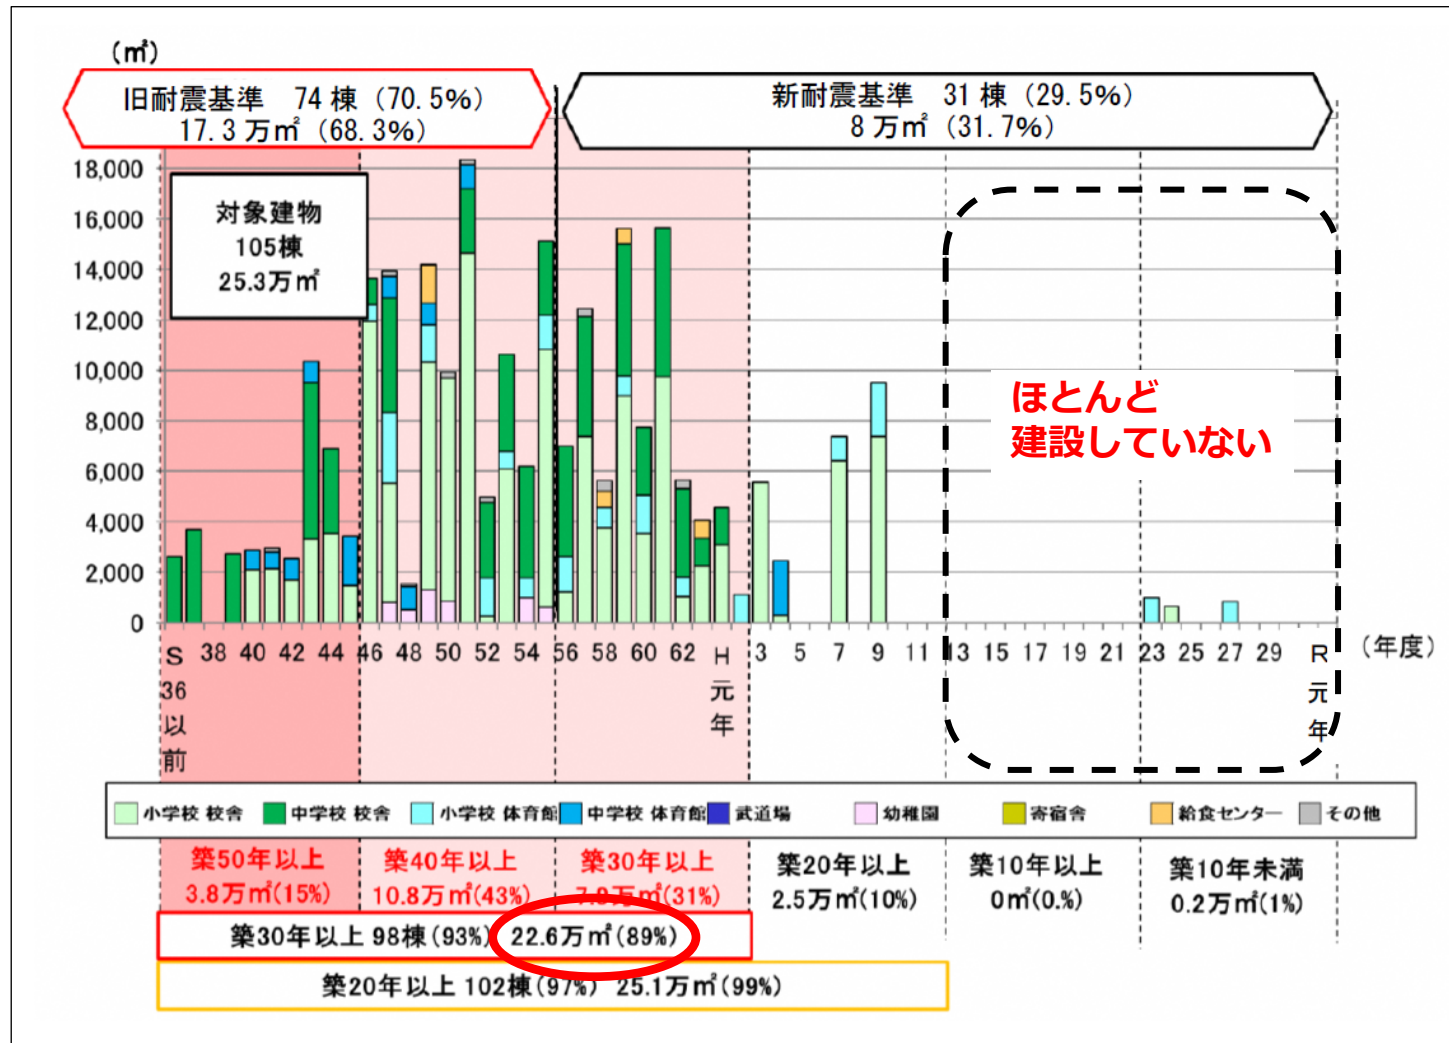 （㎡）
旧耐震基準　74 棟（70.5%）
17.3 万㎡（68.3%）
新耐震基準　31 棟（29.5%）
8 万㎡（31.7%）
18,000
16,000
14,000
12,000
10,000
8,000
6,000
4,000
2,000
0
対象建物
105棟
25.3万㎡
ほとんど
建設していない
S36以前 38 40 42 44 46 48 50 52 54 56 58 60 62 H元年 3 5 7 9 11 13 15 17 19 21 23 25 27 29 R元年 （年度）
小学校 校舎 中学校 校舎 小学校 体育館 中学校 体育館 武道場 幼稚園 寄宿舎 給食センター その他
築50年以上 築40年以上 築30年以上 築20年以上 築10年以上 築10年未満
3.8万㎡(15%) 10.8万㎡(43%) 万㎡(31%) 2.5万㎡(10%) 0㎡(0.%) 0.2万㎡(1%)
築30年以上 98棟(93%) 22.6万㎡(89%)
築20年以上 102棟(97%) 25.1万㎡(99%)